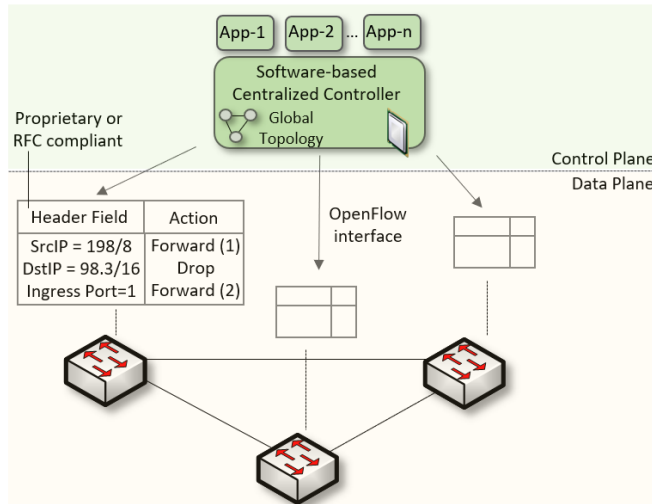 App-1 App-2 ... App-n
Software-based
Centralized Controller
Global
Topology
Proprietary or
RFC compliant
Control Plane
Data Plane
Header Field Action
SrcIP = 198/8 Forward (1)
DstIP = 98.3/16 Drop
Ingress Port=1 Forward (2)
OpenFlow
interface